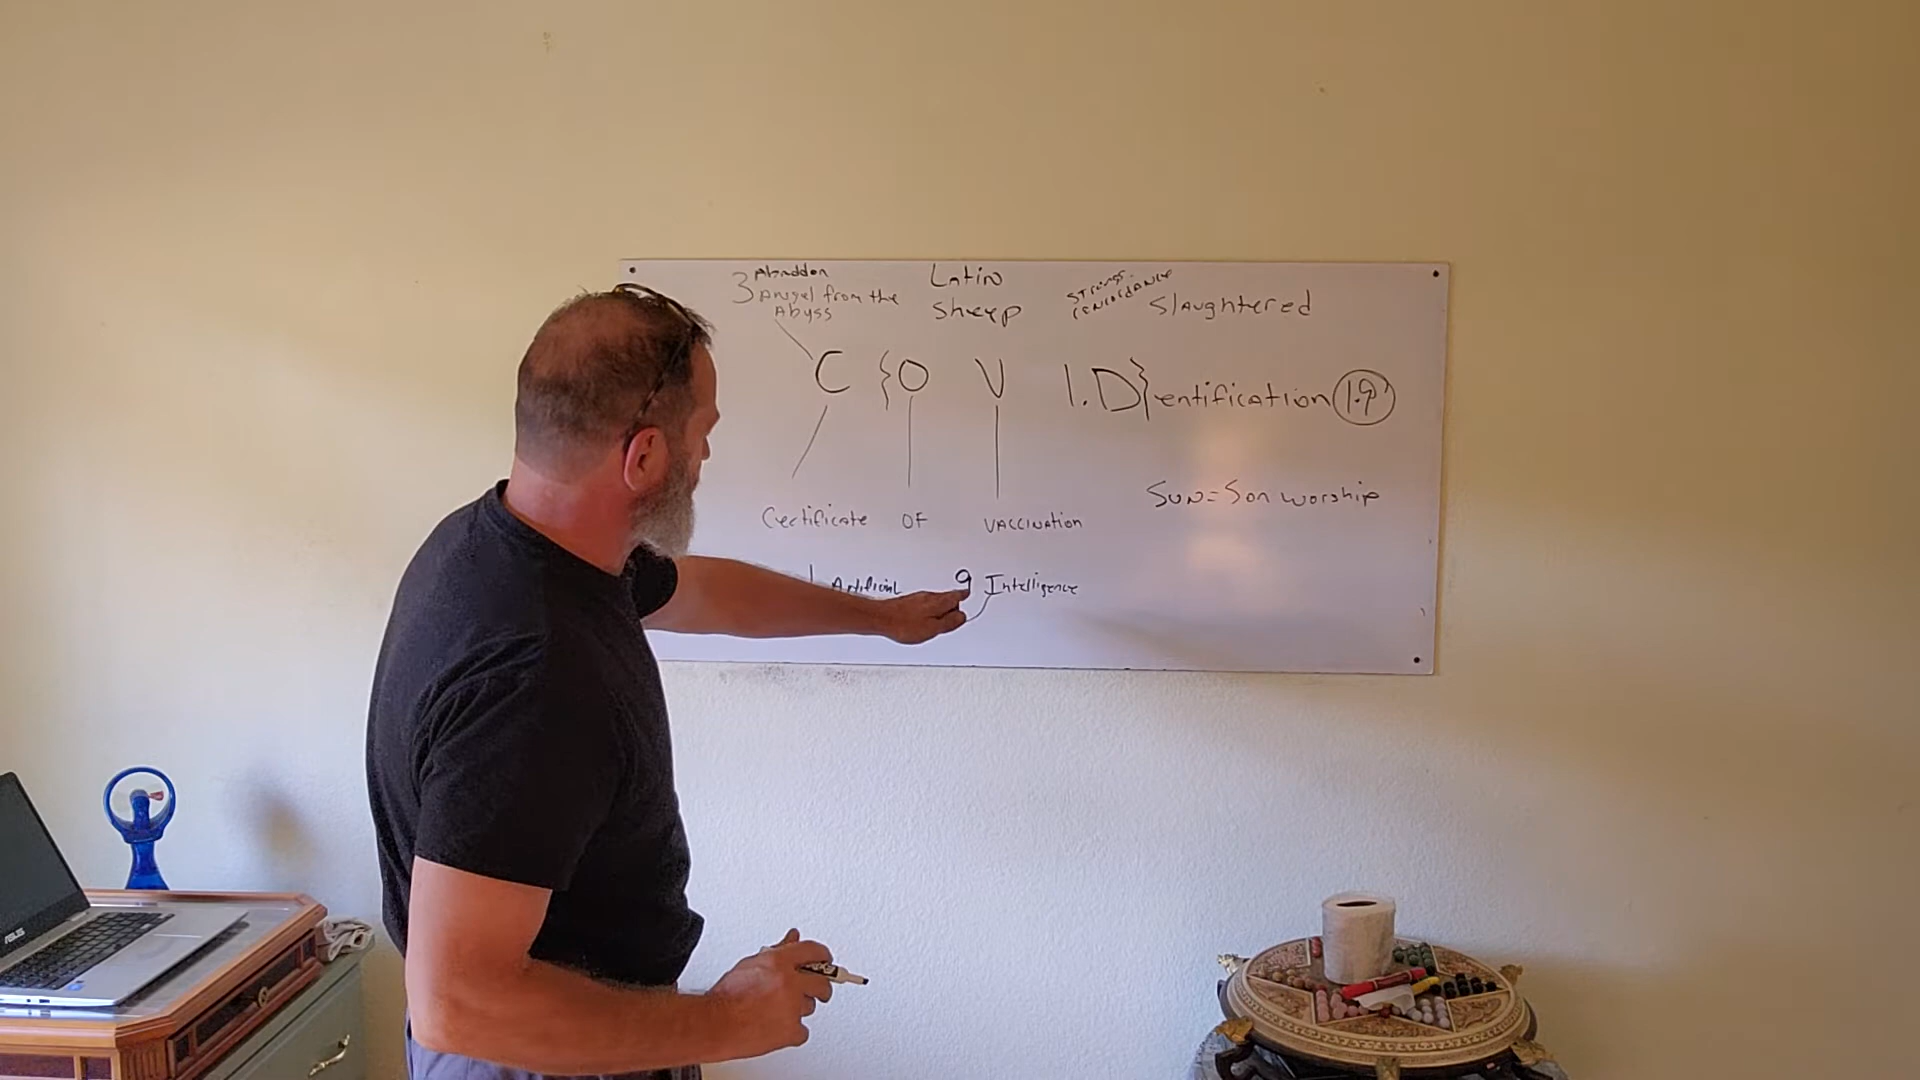 3 Abaddon
Angel from the
Abyss
Latin
Sheep
Strongs
Concordance
Slaughtered
C { O V I.D } entification 1.9
Sun = Son worship
Certificate OF VACCINATION
1 Artificial 9 Intelligence
ASUS